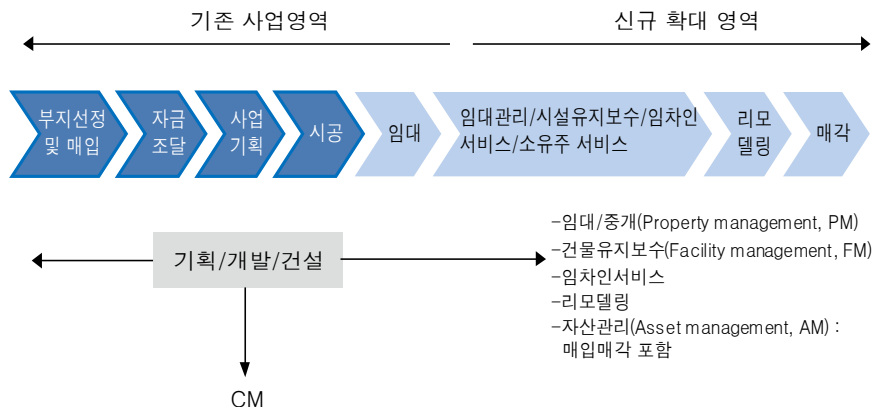 기존 사업영역
신규 확대 영역
부지선정
및 매입
자금
조달
사업
기획
시공
임대
임대관리/시설유지보수/임차인
서비스/소유주 서비스
리모
델링
매각
기획/개발/건설
CM
-임대/중개(Property management, PM)
-건물유지보수(Facility management, FM)
-임차인서비스
-리모델링
-자산관리(Asset management, AM) :
매입매각 포함